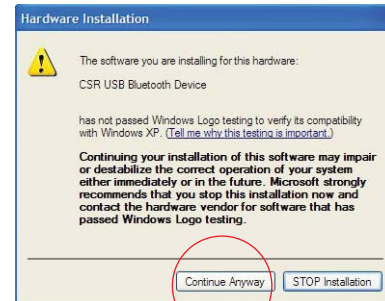 Hardware Installation
The software you are installing for this hardware:
CSR USB Bluetooth Device
has not passed Windows Logo testing to verify its compatibility
with Windows XP. (Tell me why this testing is important.)
Continuing your installation of this software may impair
or destabilize the correct operation of your system
either immediately or in the future. Microsoft strongly
recommends that you stop this installation now and
contact the hardware vendor for software that has
passed Windows Logo testing.
Continue Anyway STOP Installation